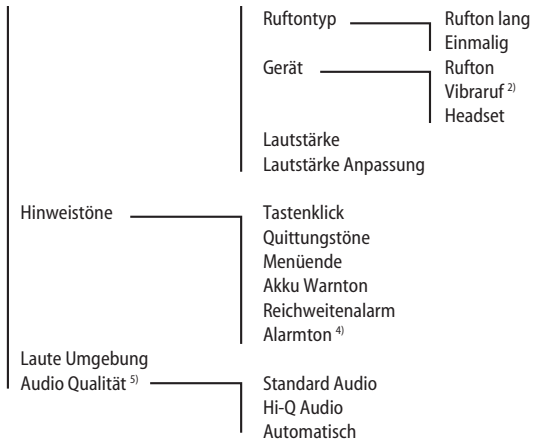 Ruftontyp Rufton lang
Einmalig
Gerät Rufton
Vibraruf 2)
Headset
Lautstärke
Lautstärke Anpassung
Hinweistöne Tastenklick
Quittungstöne
Menüende
Akku Warnton
Reichweitenalarm
Alarmton 4)
Laute Umgebung
Audio Qualität 5) Standard Audio
Hi-Q Audio
Automatisch